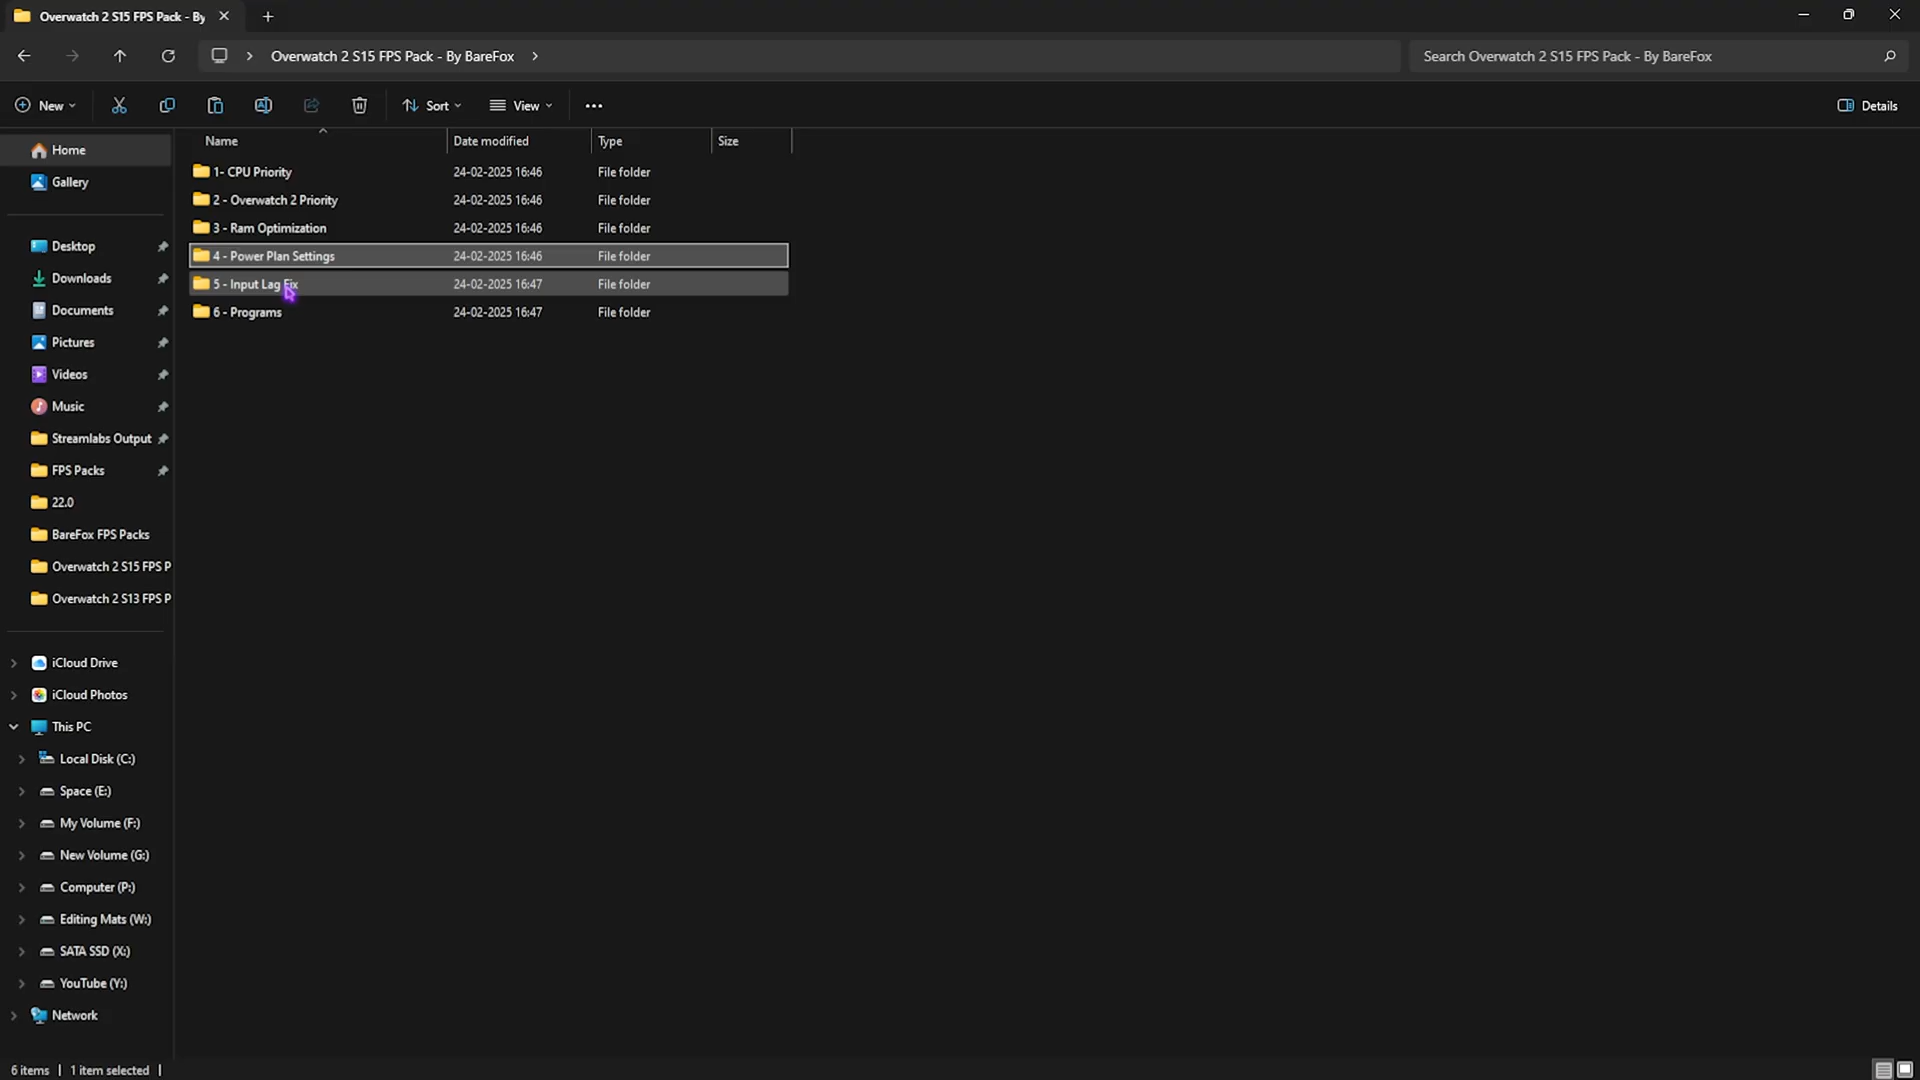 Overwatch 2 S15 FPS Pack - By
Overwatch 2 S15 FPS Pack - By BareFox
Search Overwatch 2 S15 FPS Pack - By BareFox
New
Sort
View
Details
Name
Date modified
Type
Size
1- CPU Priority 24-02-2025 16:46 File folder
2 - Overwatch 2 Priority 24-02-2025 16:46 File folder
3 - Ram Optimization 24-02-2025 16:46 File folder
4 - Power Plan Settings 24-02-2025 16:46 File folder
5 - Input Lag Fix 24-02-2025 16:47 File folder
6 - Programs 24-02-2025 16:47 File folder
Home
Gallery
Desktop
Downloads
Documents
Pictures
Videos
Music
Streamlabs Output
FPS Packs
22.0
BareFox FPS Packs
Overwatch 2 S15 FPS P
Overwatch 2 S13 FPS P
iCloud Drive
iCloud Photos
This PC
Local Disk (C:)
Space (E:)
My Volume (F:)
New Volume (G:)
Computer (P:)
Editing Mats (W:)
SATA SSD (X:)
YouTube (Y:)
Network
6 items | 1 item selected |